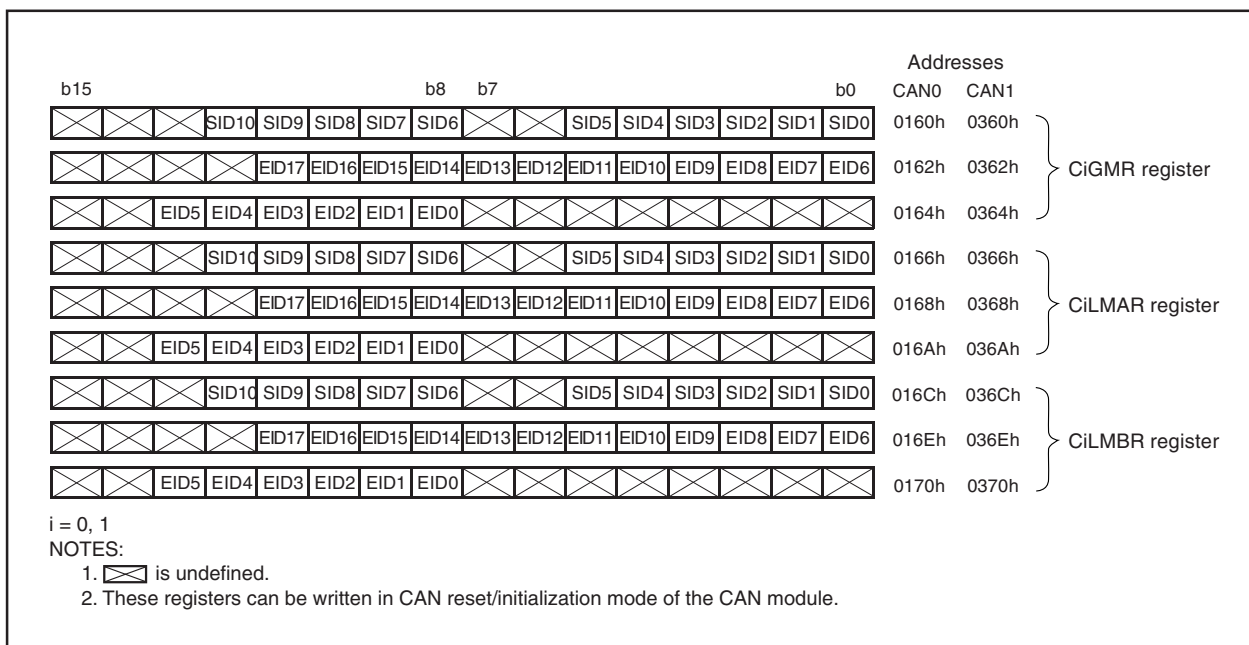 Addresses
b15 b8 b7 b0 CAN0 CAN1
SID10 SID9 SID8 SID7 SID6 SID5 SID4 SID3 SID2 SID1 SID0 0160h 0360h
EID17 EID16 EID15 EID14 EID13 EID12 EID11 EID10 EID9 EID8 EID7 EID6 0162h 0362h CiGMR register
EID5 EID4 EID3 EID2 EID1 EID0 0164h 0364h
SID10 SID9 SID8 SID7 SID6 SID5 SID4 SID3 SID2 SID1 SID0 0166h 0366h
EID17 EID16 EID15 EID14 EID13 EID12 EID11 EID10 EID9 EID8 EID7 EID6 0168h 0368h CiLMAR register
EID5 EID4 EID3 EID2 EID1 EID0 016Ah 036Ah
SID10 SID9 SID8 SID7 SID6 SID5 SID4 SID3 SID2 SID1 SID0 016Ch 036Ch
EID17 EID16 EID15 EID14 EID13 EID12 EID11 EID10 EID9 EID8 EID7 EID6 016Eh 036Eh CiLMBR register
EID5 EID4 EID3 EID2 EID1 EID0 0170h 0370h
i = 0, 1
NOTES:
1. is undefined.
2. These registers can be written in CAN reset/initialization mode of the CAN module.